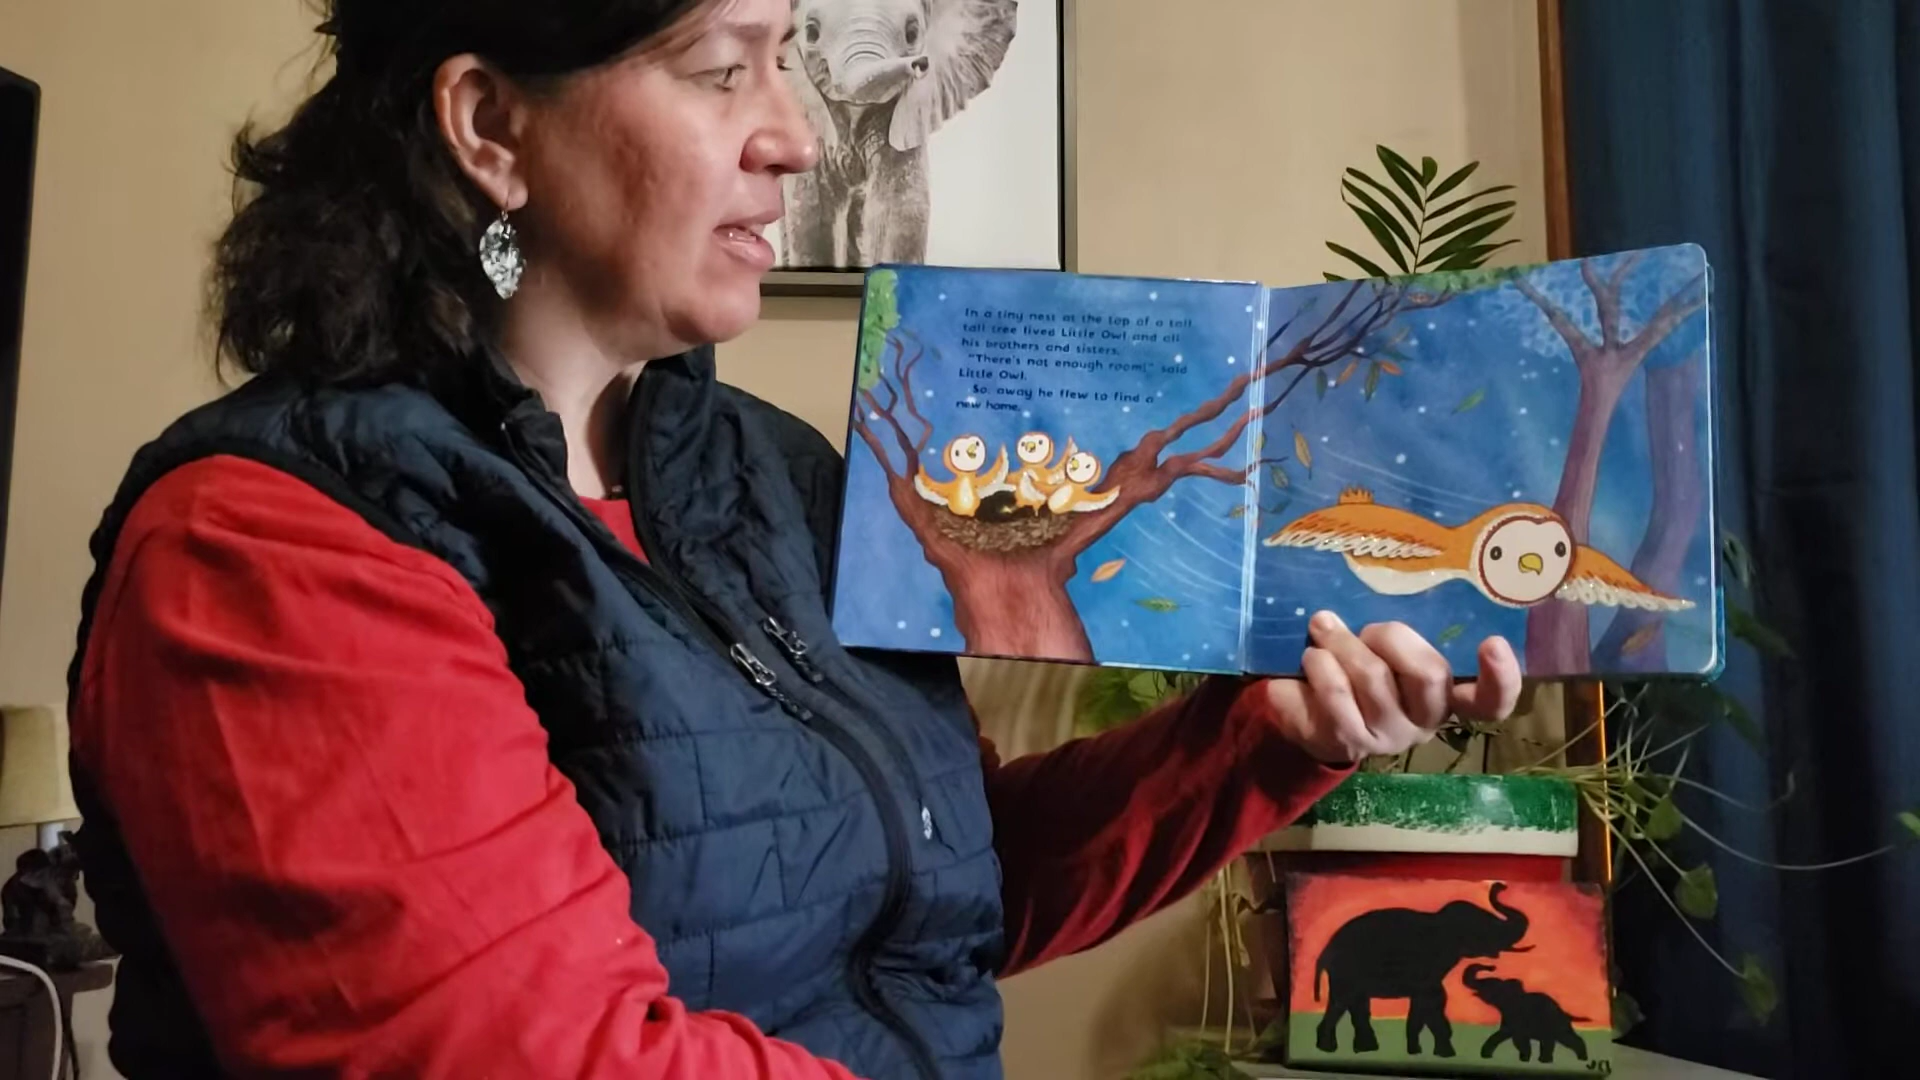 In a tiny nest at the top of a tall
tall tree lived Little Owl and all
his brothers and sisters.
"There's not enough room!" said
Little Owl.
So, away he flew to find a
new home.